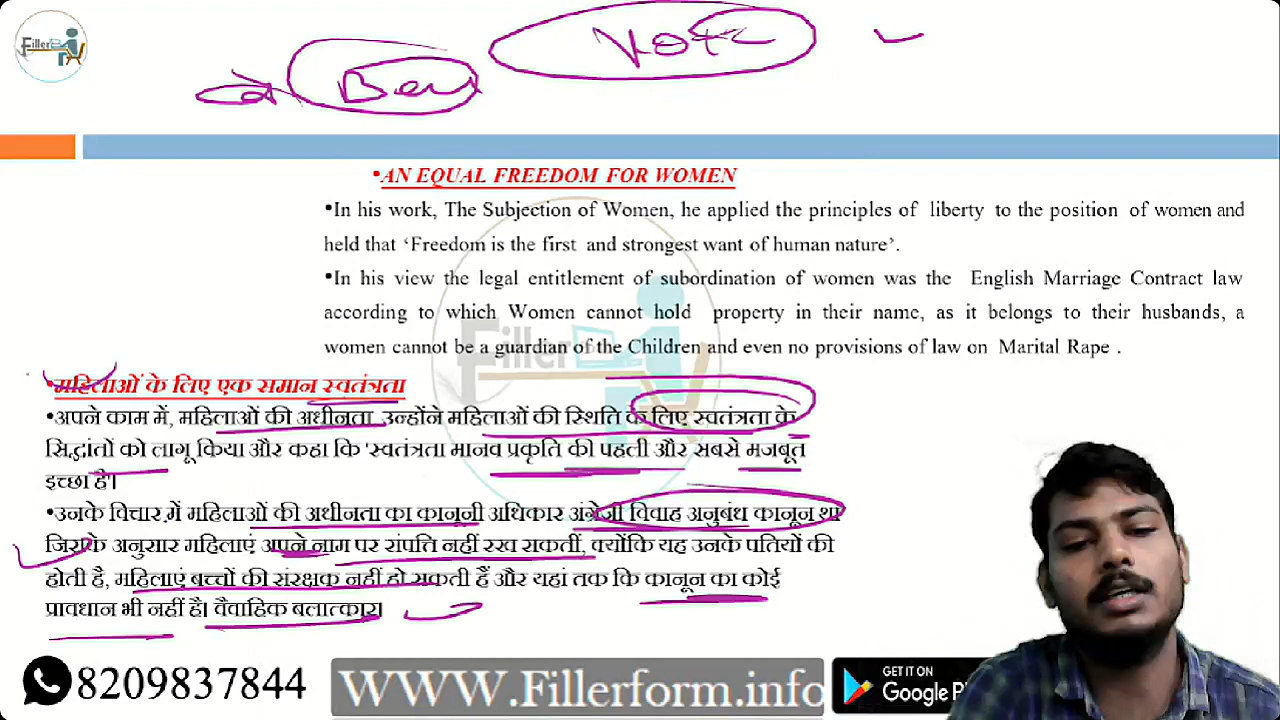 Filler
Vote
AN EQUAL FREEDOM FOR WOMEN
•In his work, The Subjection of Women, he applied the principles of liberty to the position of women and
held that ‘Freedom is the first and strongest want of human nature’.
•In his view the legal entitlement of subordination of women was the English Marriage Contract law
according to which Women cannot hold property in their name, as it belongs to their husbands, a
women cannot be a guardian of the Children and even no provisions of law on Marital Rape .
•महिलाओं के लिए एक समान स्वतंत्रता
•अपने काम में, महिलाओं की अधीनता उन्होंने महिलाओं की स्थिति के लिए स्वतंत्रता के
सिद्धांतों को लागू किया और कहा कि 'स्वतंत्रता मानव प्रकृति की पहली और सबसे मजबूत
इच्छा है'।
•उनके विचार में महिलाओं की अधीनता का कानूनी अधिकार अंग्रेजी विवाह अनुबंध कानून था
जिसके अनुसार महिलाएं अपने नाम पर संपत्ति नहीं रख सकतीं, क्योंकि यह उनके पतियों की
होती है, महिलाएं बच्चों की संरक्षक नहीं हो सकती हैं और यहां तक कि कानून का कोई
प्रावधान भी नहीं है। वैवाहिक बलात्कार।
8209837844
WWW.Fillerform.info
GET IT ON
Google